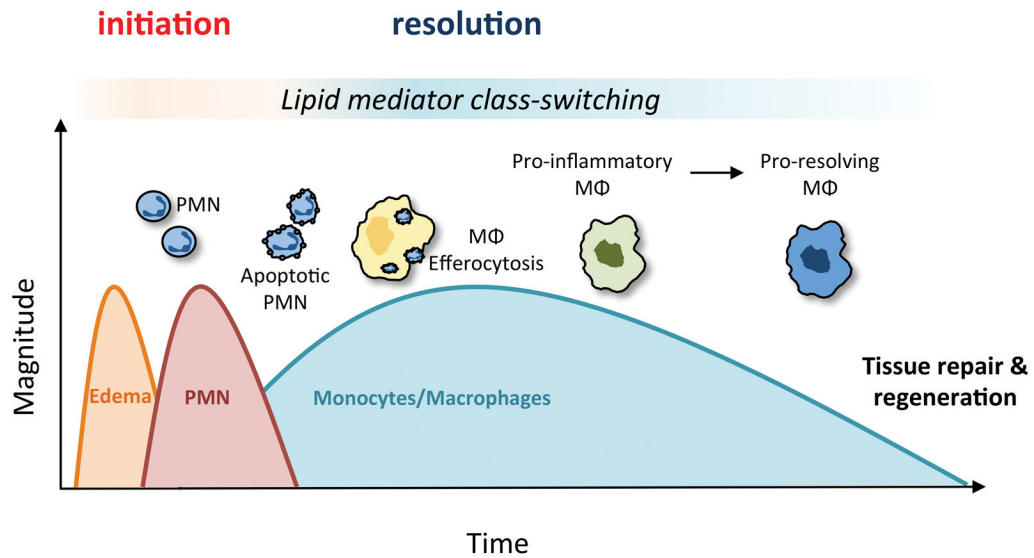 initiation
resolution
Lipid mediator class-switching
Pro-inflammatory
MΦ
Pro-resolving
MΦ
PMN
Apoptotic
PMN
MΦ
Efferocytosis
Magnitude
Edema
PMN
Monocytes/Macrophages
Tissue repair &
regeneration
Time